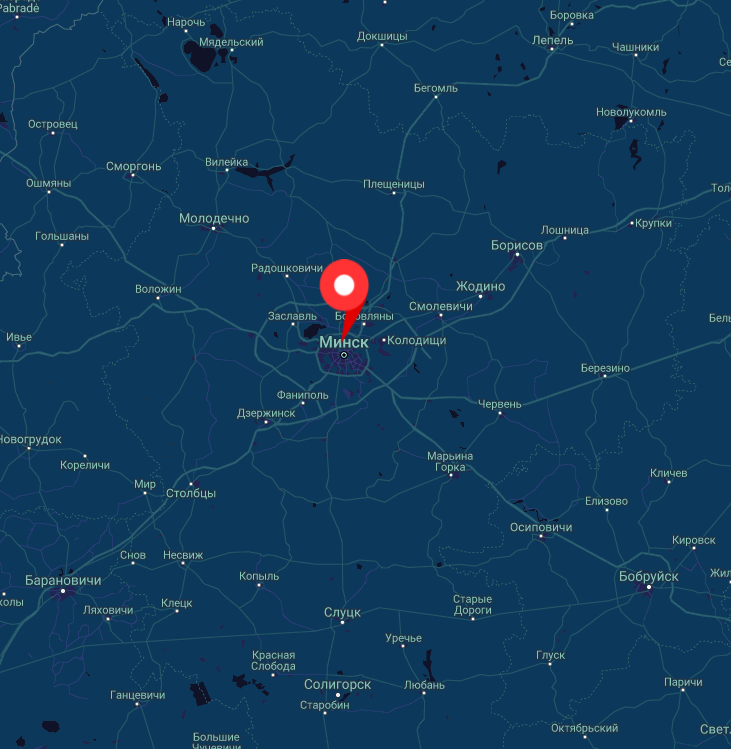 Pabradė
Нарочь
Мядельский
Докшицы
Боровка
Лепель
Чашники
Бегомль
Новолукомль
Островец
Сморгонь
Вилейка
Ошмяны
Плещеницы
Молодечно
Гольшаны
Крупки
Лошница
Борисов
Радошковичи
Воложин
Жодино
Смолевичи
Заславль
Ивье
Минск
Колодищи
Березино
Фаниполь
Червень
Дзержинск
Новогрудок
Кореличи
Марьина
Горка
Мир
Столбцы
Кличев
Елизово
Осиповичи
Кировск
Снов
Несвиж
Барановичи
Копыль
Бобруйск
Ляховичи
Клецк
Старые
Дороги
Слуцк
Уречье
Глуск
Красная
Слобода
Солигорск
Любань
Паричи
Ганцевичи
Старобин
Октябрьский
Большие
Чучевичи